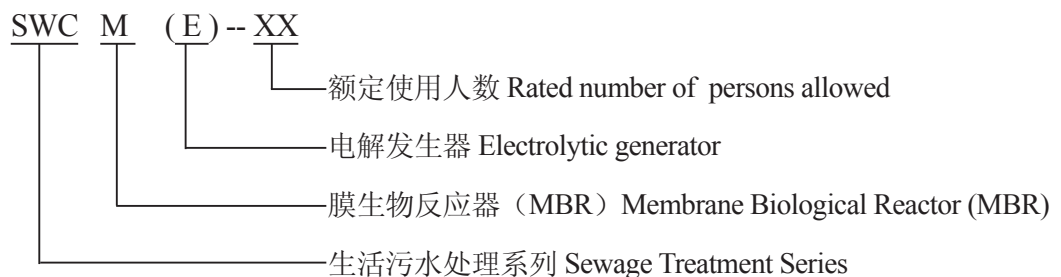 SWC M (E)--XX
额定使用人数 Rated number of persons allowed
电解发生器 Electrolytic generator
膜生物反应器（MBR）Membrane Biological Reactor (MBR)
生活污水处理系列 Sewage Treatment Series